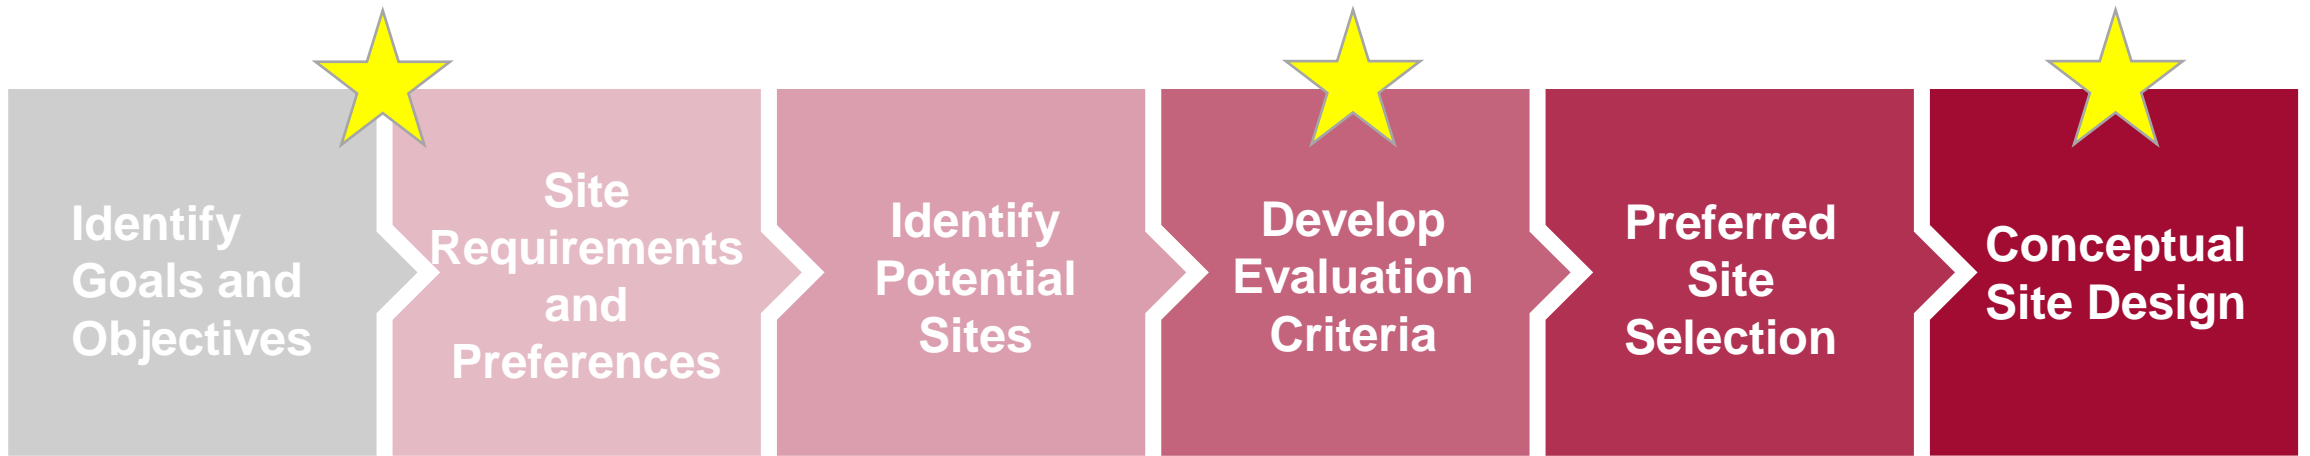 Identify
Goals and
Objectives
Site
Requirements
and
Preferences
Identify
Potential
Sites
Develop
Evaluation
Criteria
Preferred
Site
Selection
Conceptual
Site Design